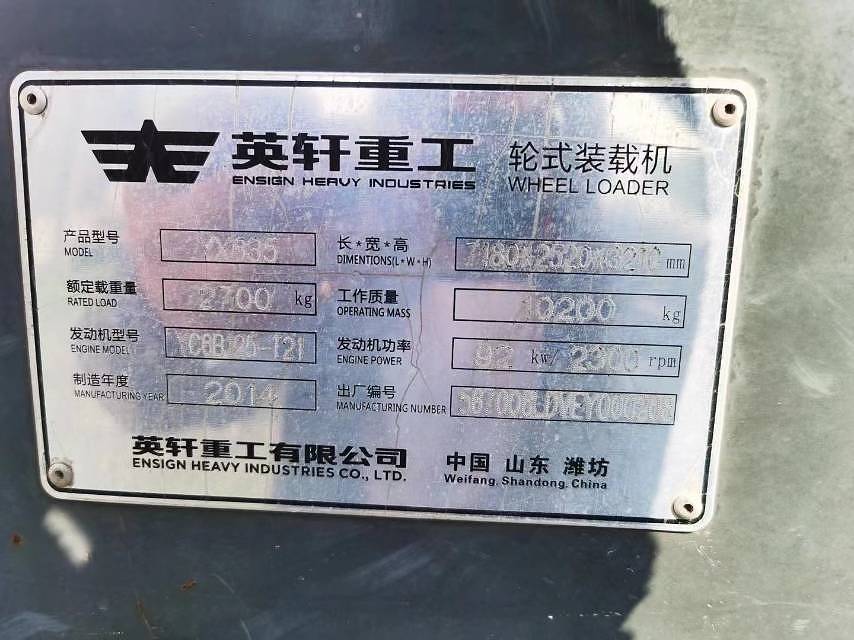 英轩重工
ENSIGN HEAVY INDUSTRIES
轮式装载机
WHEEL LOADER
产品型号
MODEL
长*宽*高
DIMENTIONS(L*W*H)
mm
额定载重量 2700 kg
RATED LOAD
工作质量 10200 kg
OPERATING MASS
发动机型号
ENGINE MODEL
发动机功率 92 kw/ 2300 rpm
ENGINE POWER
制造年度 2014
MANUFACTURING YEAR
出厂编号
MANUFACTURING NUMBER
英轩重工有限公司
ENSIGN HEAVY INDUSTRIES CO., LTD.
中国 山东 潍坊
Weifang. Shandong. China